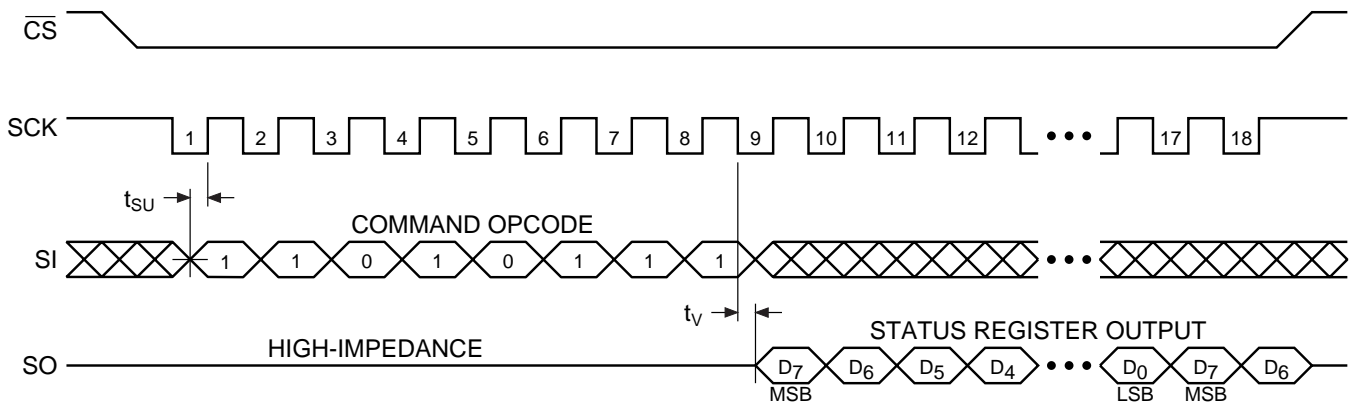 CS
SCK 1 2 3 4 5 6 7 8 9 10 11 12 ••• 17 18
tSU
COMMAND OPCODE
SI 1 1 0 1 0 1 1 1 •••
tV
HIGH-IMPEDANCE
STATUS REGISTER OUTPUT
SO D7 D6 D5 D4 ••• D0 D7 D6
MSB LSB MSB